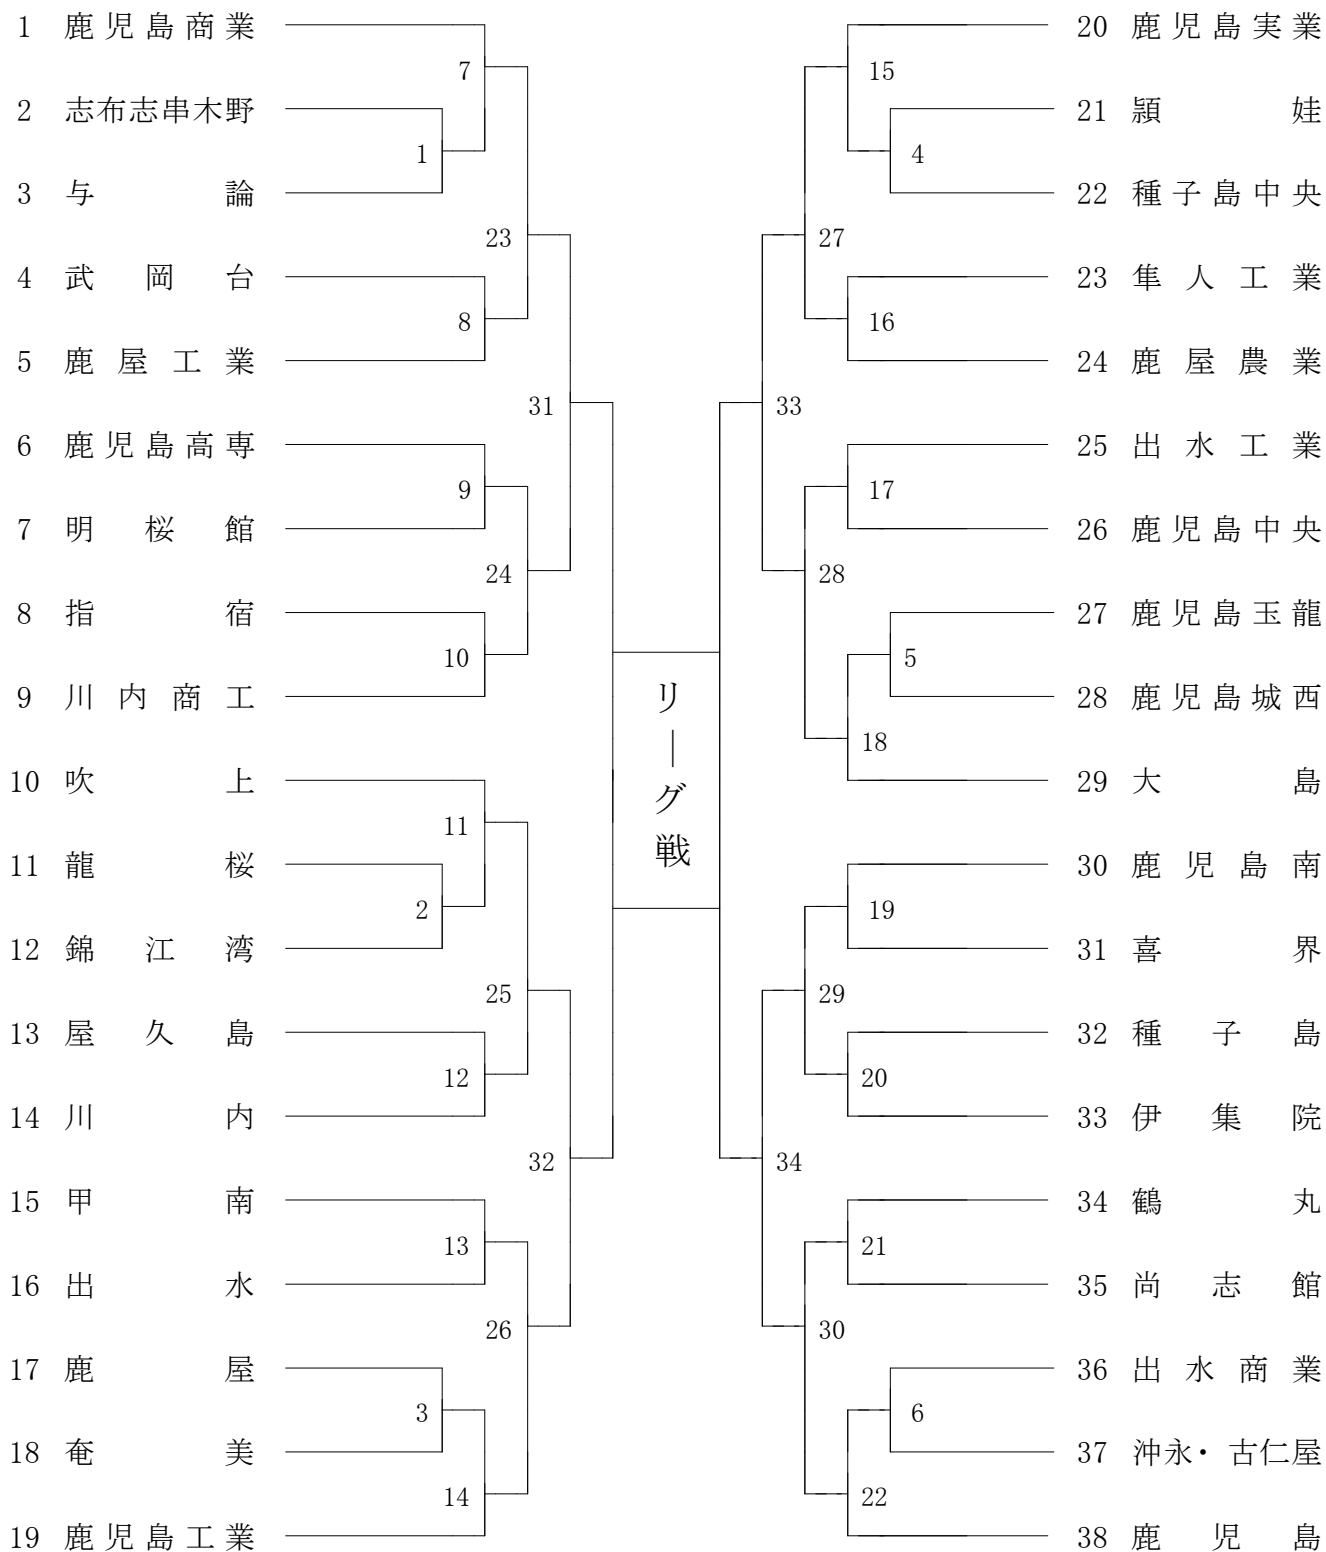 1 鹿児島商業
2 志布志串木野
3 与論
4 武岡台
5 鹿屋工業
6 鹿児島高専
7 明桜館
8 指宿
9 川内商工
10 吹上
11 龍桜
12 錦江湾
13 屋久島
14 川内
15 甲南
16 出水
17 鹿屋
18 奄美
19 鹿児島工業
7
1
23
8
31
9
24
10
11
2
25
12
32
13
26
3
14
リーグ戦
15
4
27
16
33
17
28
5
18
19
29
20
34
21
30
6
22
20 鹿児島実業
21 頴娃
22 種子島中央
23 隼人工業
24 鹿屋農業
25 出水工業
26 鹿児島中央
27 鹿児島玉龍
28 鹿児島城西
29 大島
30 鹿児島南
31 喜界
32 種子島
33 伊集院
34 鶴丸
35 尚志館
36 出水商業
37 沖永・古仁屋
38 鹿児島